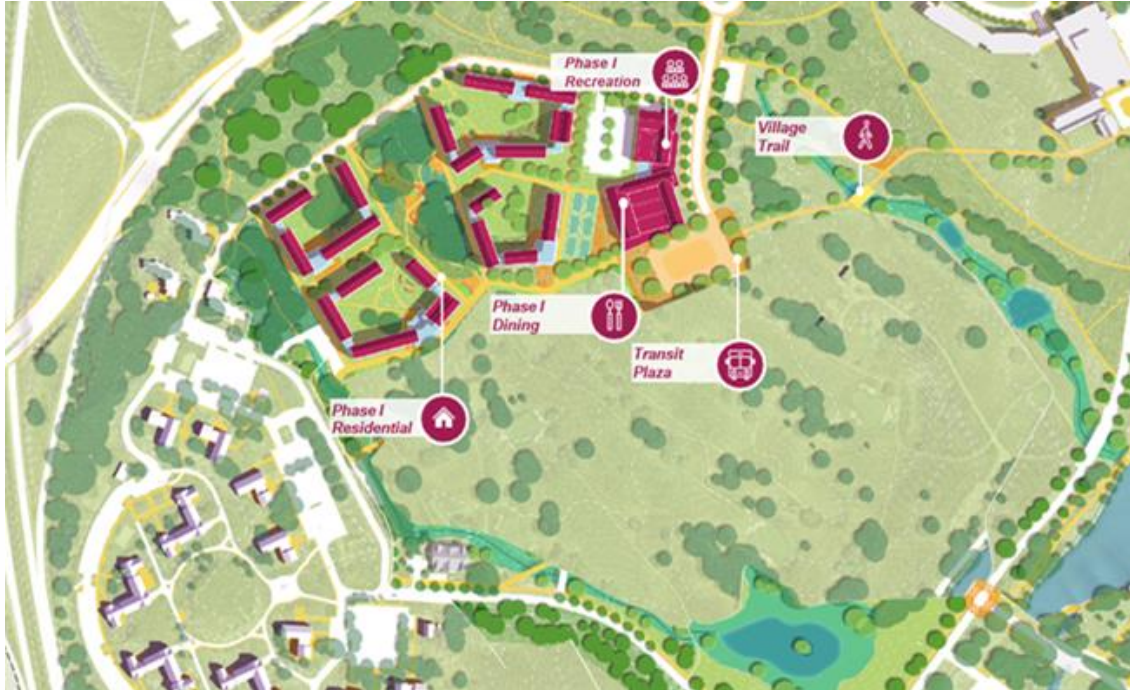 Phase I
Recreation
Village
Trail
Phase I
Dining
Transit
Plaza
Phase I
Residential